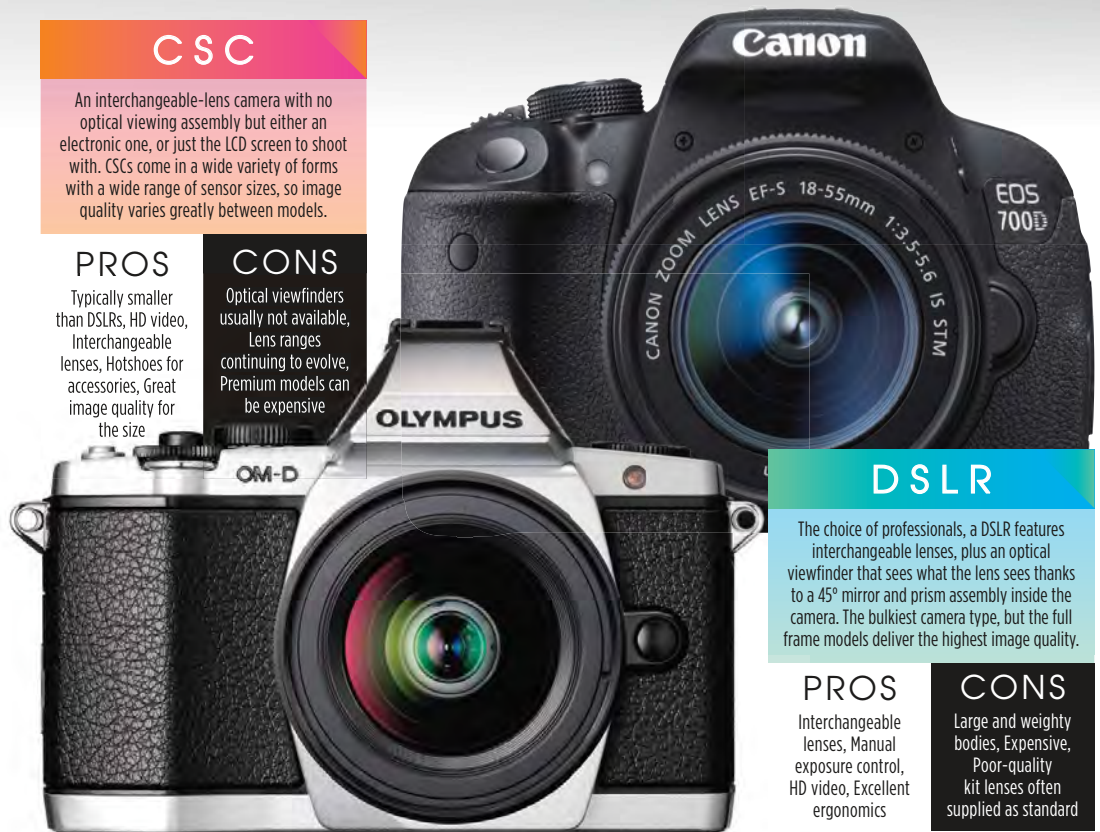 CSC
An interchangeable-lens camera with no
optical viewing assembly but either an
electronic one, or just the LCD screen to shoot
with. CSCs come in a wide variety of forms
with a wide range of sensor sizes, so image
quality varies greatly between models.
PROS
Typically smaller
than DSLRs, HD video,
Interchangeable
lenses, Hotshoes for
accessories, Great
image quality for
the size
CONS
Optical viewfinders
usually not available,
Lens ranges
continuing to evolve,
Premium models can
be expensive
Canon
EOS
700D
CANON ZOOM LENS EF-S 18-55mm 1:3.5-5.6 IS STM
OLYMPUS
OM-D
DSLR
The choice of professionals, a DSLR features
interchangeable lenses, plus an optical
viewfinder that sees what the lens sees thanks
to a 45° mirror and prism assembly inside the
camera. The bulkiest camera type, but the full
frame models deliver the highest image quality.
PROS
Interchangeable
lenses, Manual
exposure control,
HD video, Excellent
ergonomics
CONS
Large and weighty
bodies, Expensive,
Poor-quality
kit lenses often
supplied as standard